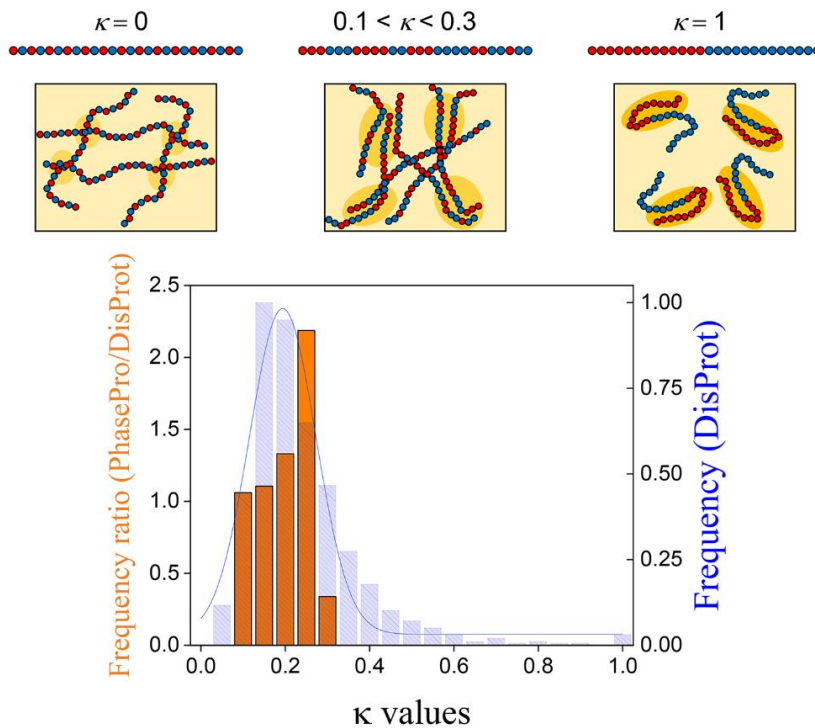 κ = 0
0.1 < κ < 0.3
κ = 1
Frequency ratio (PhasePro/DisProt)
2.5
2.0
1.5
1.0
0.5
0.0
1.00
0.75
0.50
0.25
0.00
Frequency (DisProt)
0.0 0.2 0.4 0.6 0.8 1.0
κ values